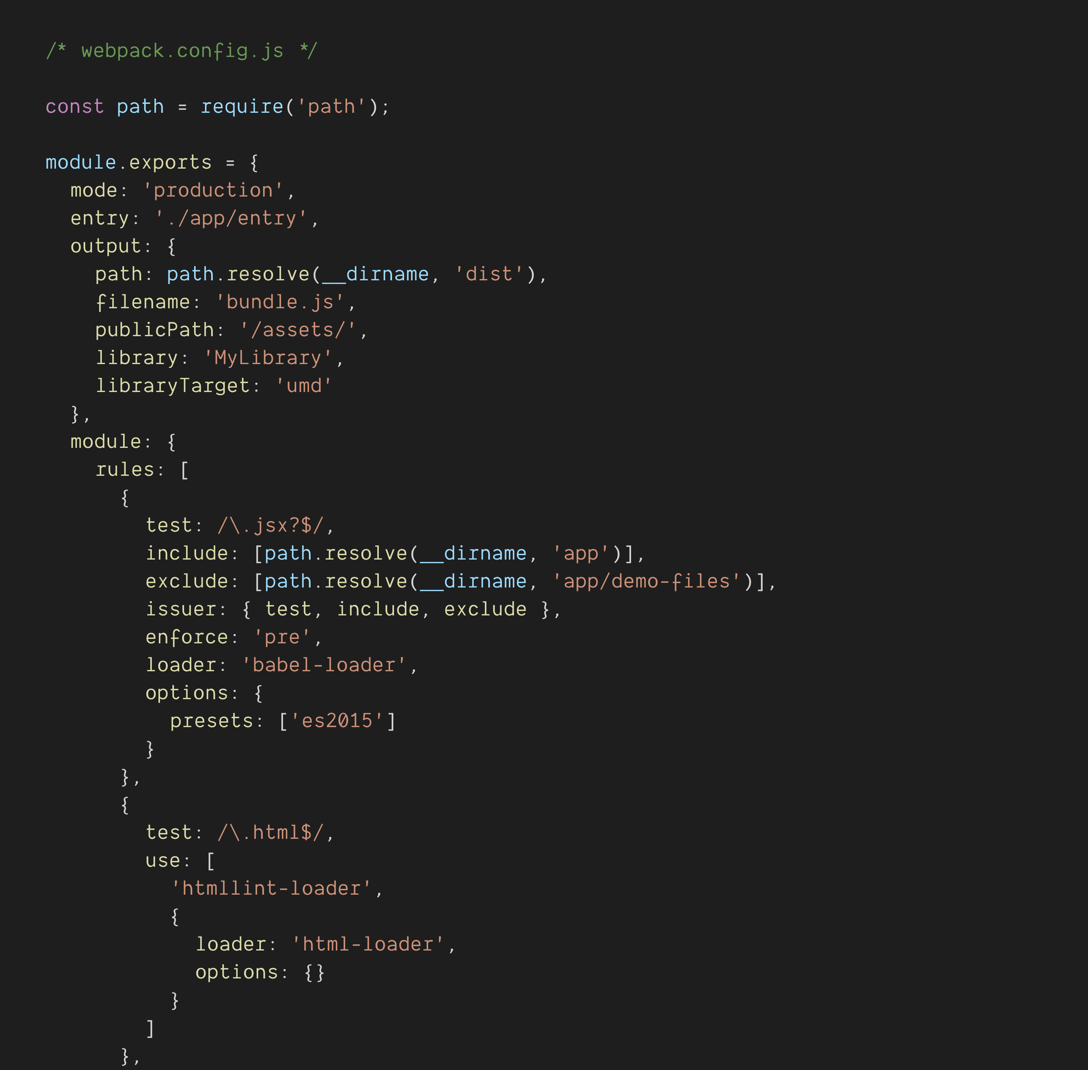 /* webpack.config.js */

const path = require('path');

module.exports = {
  mode: 'production',
  entry: './app/entry',
  output: {
    path: path.resolve(__dirname, 'dist'),
    filename: 'bundle.js',
    publicPath: '/assets/',
    library: 'MyLibrary',
    libraryTarget: 'umd'
  },
  module: {
    rules: [
      {
        test: /\.jsx?$/,
        include: [path.resolve(__dirname, 'app')],
        exclude: [path.resolve(__dirname, 'app/demo-files')],
        issuer: { test, include, exclude },
        enforce: 'pre',
        loader: 'babel-loader',
        options: {
          presets: ['es2015']
        }
      },
      {
        test: /\.html$/,
        use: [
          'htmllint-loader',
          {
            loader: 'html-loader',
            options: {}
          }
        ]
      },